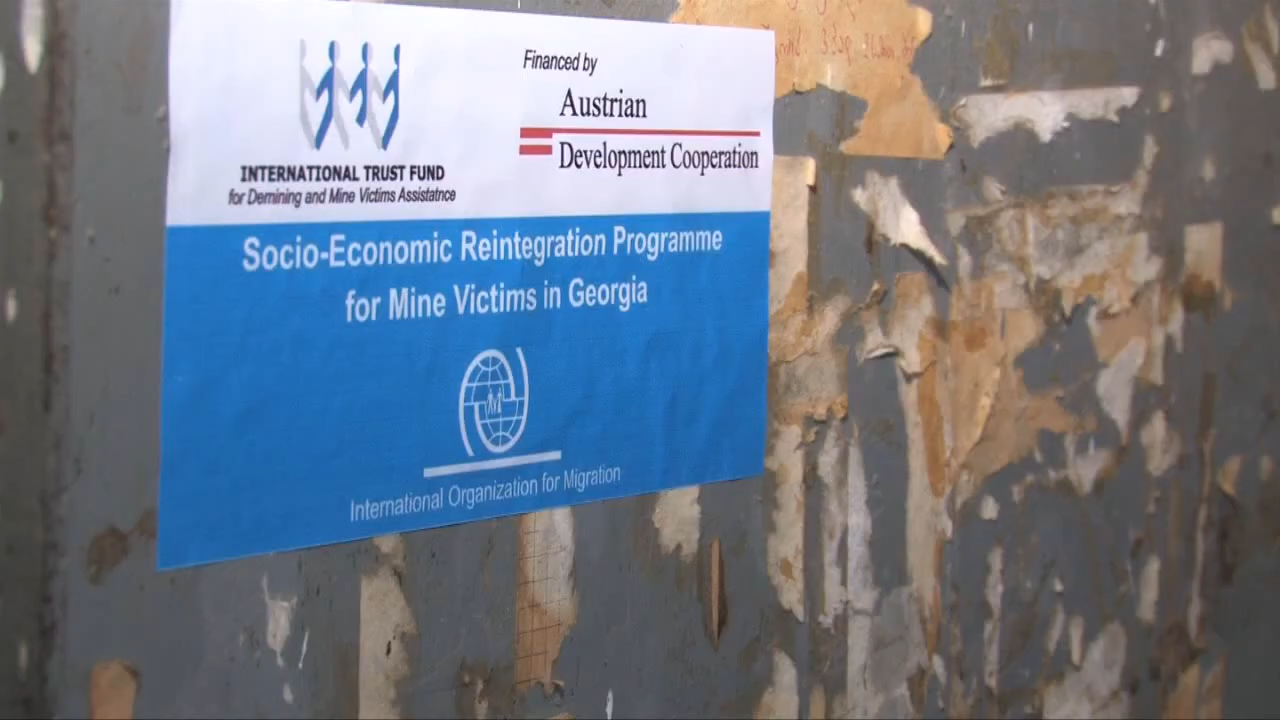 INTERNATIONAL TRUST FUND
for Demining and Mine Victims Assistatnce
Financed by
Austrian
Development Cooperation
Socio-Economic Reintegration Programme
for Mine Victims in Georgia
International Organization for Migration